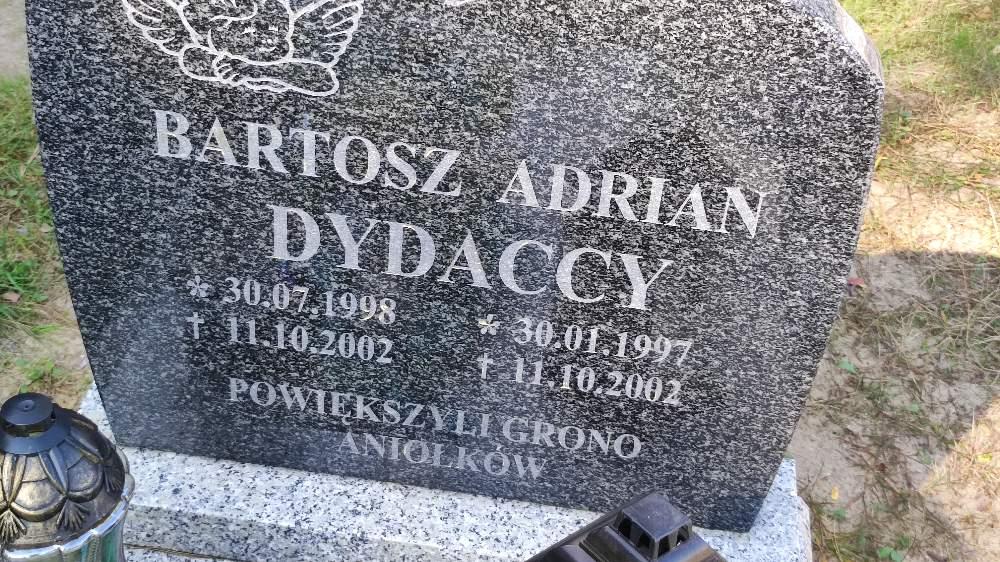 BARTOSZ ADRIAN
DYDACCY
* 30.07.1998 * 30.01.1997
† 11.10.2002 † 11.10.2002
POWIĘKSZYLI GRONO
ANIOŁKÓW